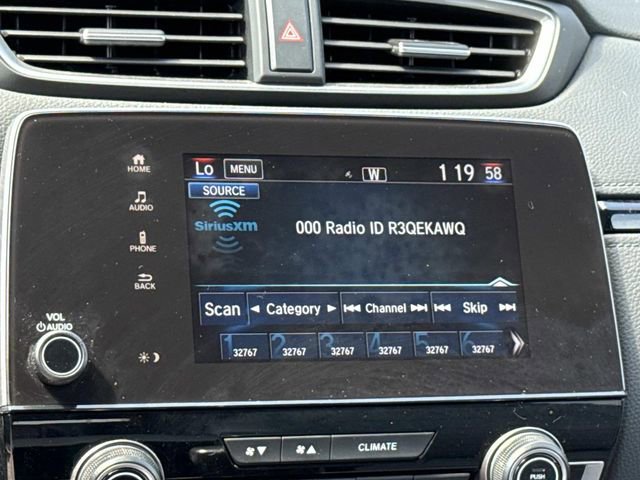 HOME
AUDIO
PHONE
BACK
VOL
AUDIO
Lo MENU W 1 19 58
SOURCE
SiriusXM
000 Radio ID R3QEKAWQ
Scan Category Channel Skip
1 2 3 4 5 6
32767 32767 32767 32767 32767 32767
CLIMATE
PUSH